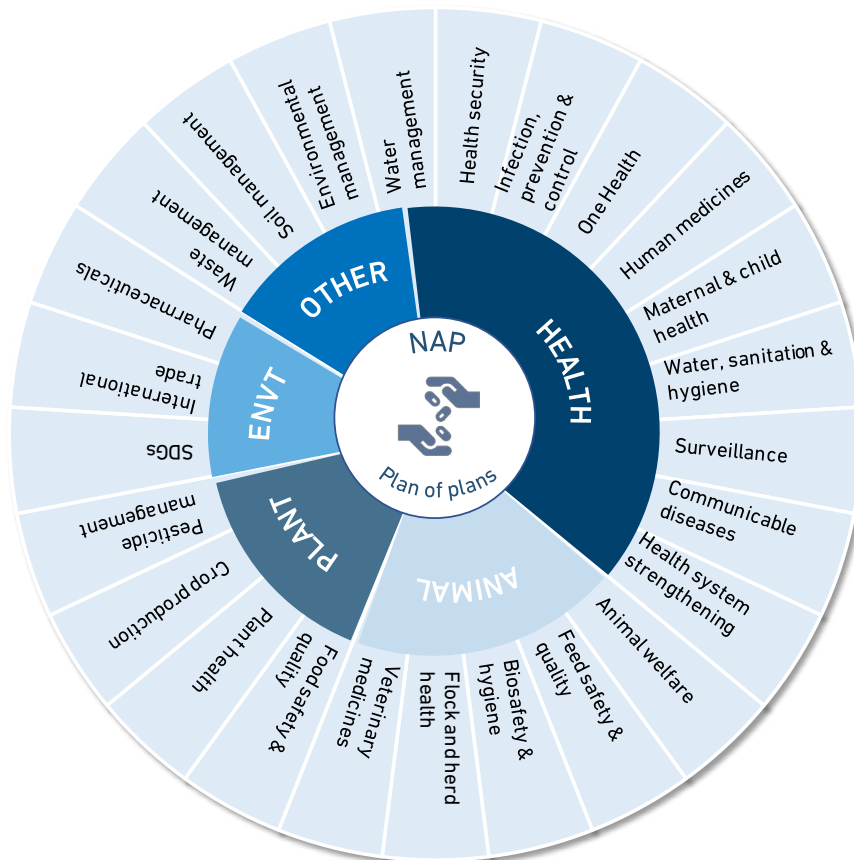 NAP
Plan of plans
HEALTH
ANIMAL
PLANT
ENVT
OTHER
Health security
Infection,
prevention &
control
One Health
Human medicines
Maternal & child
health
Water, sanitation &
hygiene
Surveillance
Communicable
diseases
Health system
strengthening
Animal welfare
Feed safety &
quality
Biosafety &
hygiene
Flock and herd
health
Veterinary
medicines
Food safety &
quality
Plant health
Crop production
Pesticide
management
SDGs
International
trade
Pharmaceuticals
Waste
management
Soil management
Environmental
management
Water
management